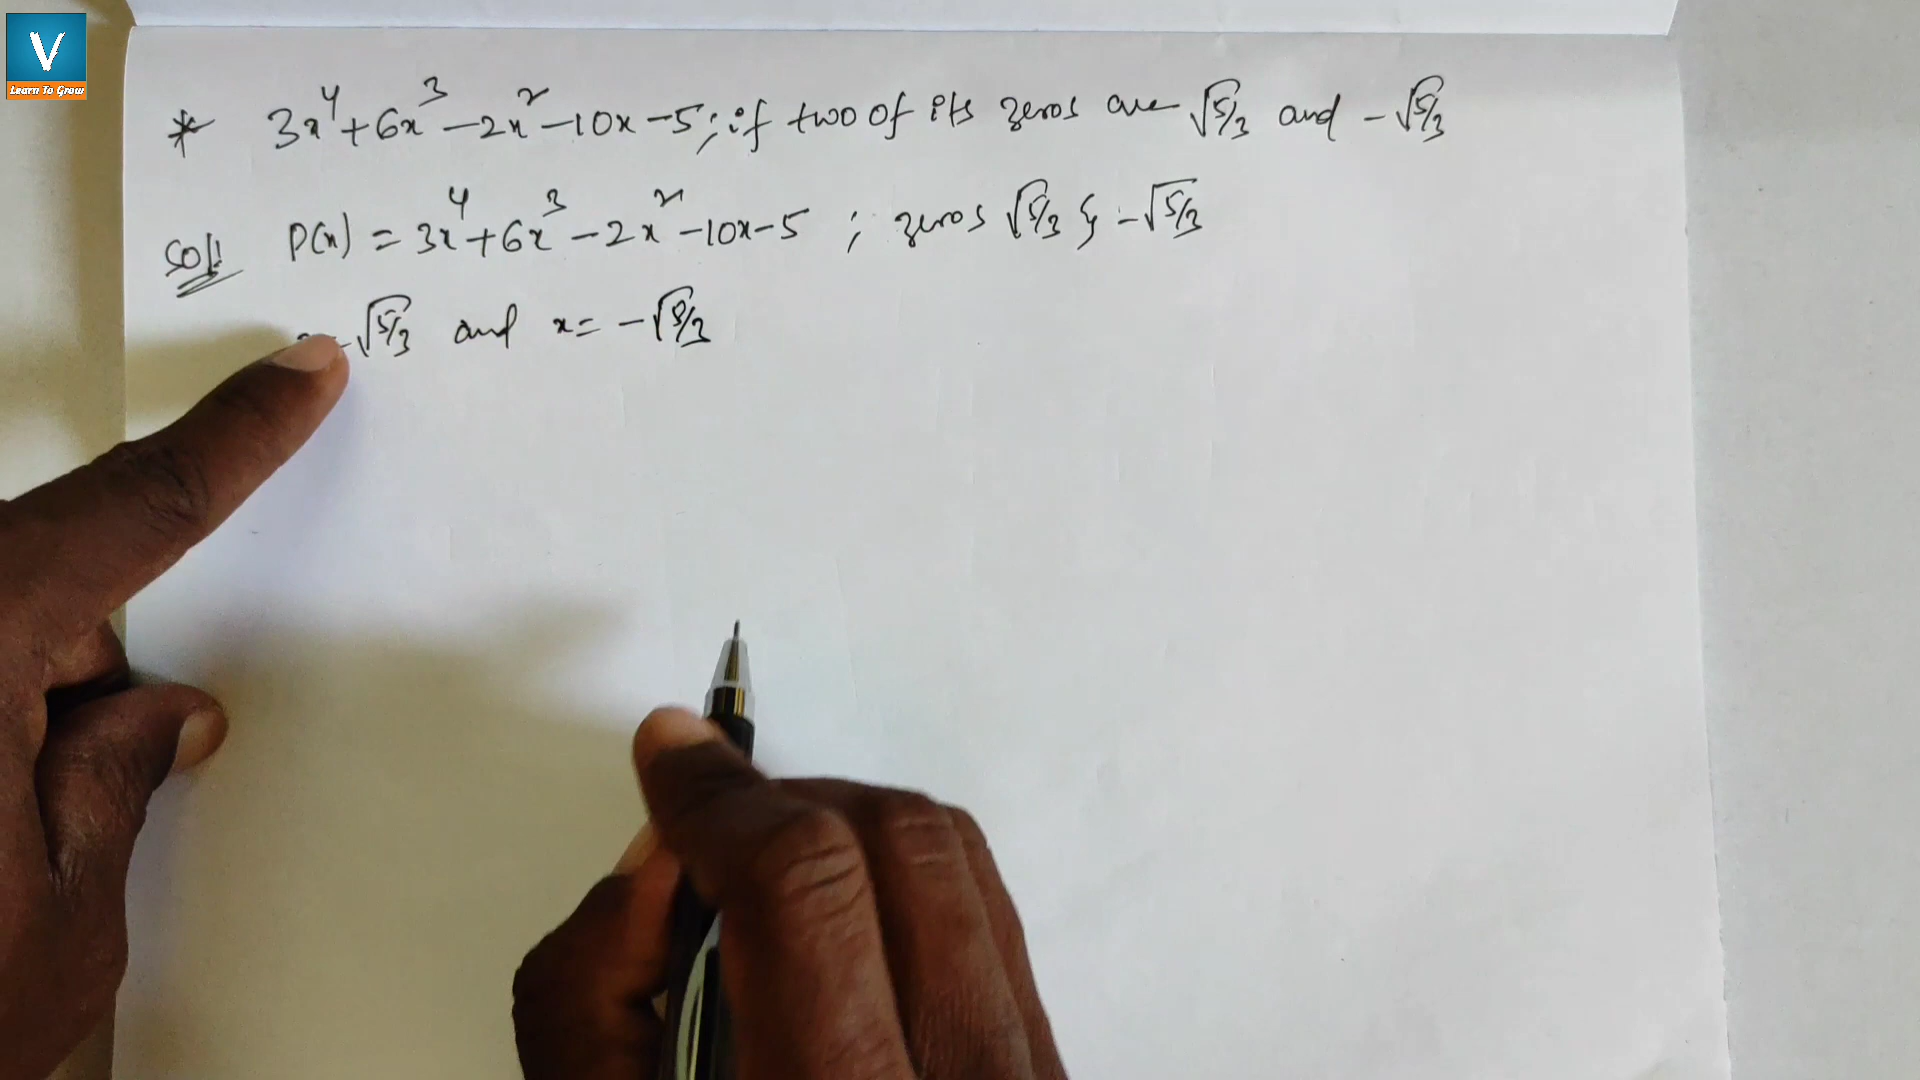 V
Learn To Grow
* 3x⁴+6x³-2x²-10x-5; if two of its zeros are √5/3 and -√5/3
Sol! P(x) = 3x⁴+6x³-2x²-10x-5 ; zeros √5/3 & -√5/3
√5/3 and x= -√5/3